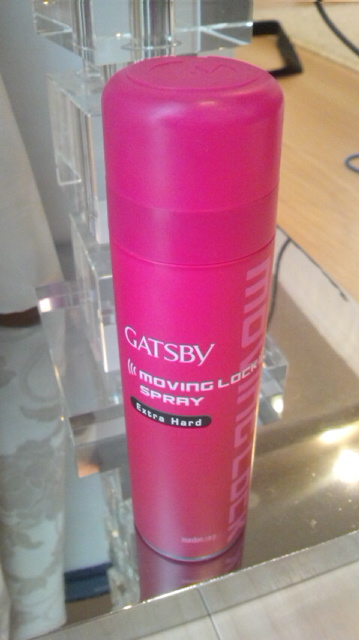 GATSBY
MOVING LOCK
SPRAY
Extra Hard
MOVING LOCK